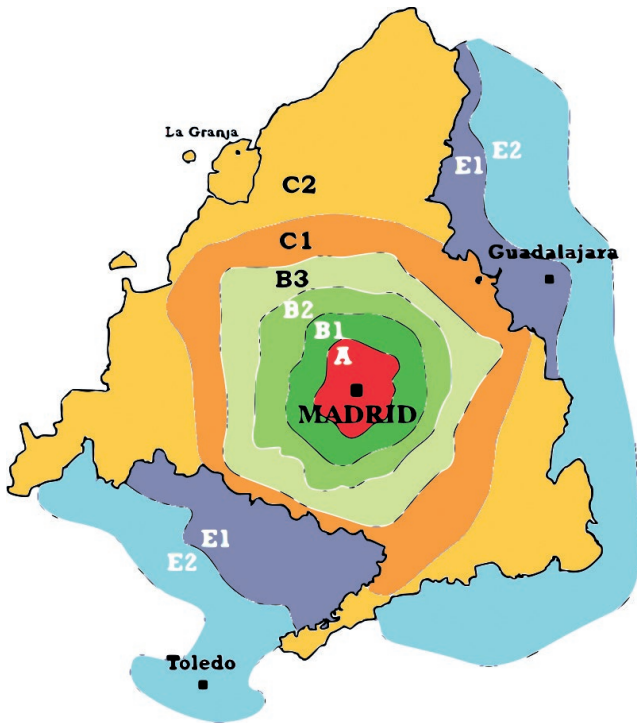 La Granja
E1
E2
C2
C1
Guadalajara
B3
B2
B1
A
MADRID
E1
E2
Toledo